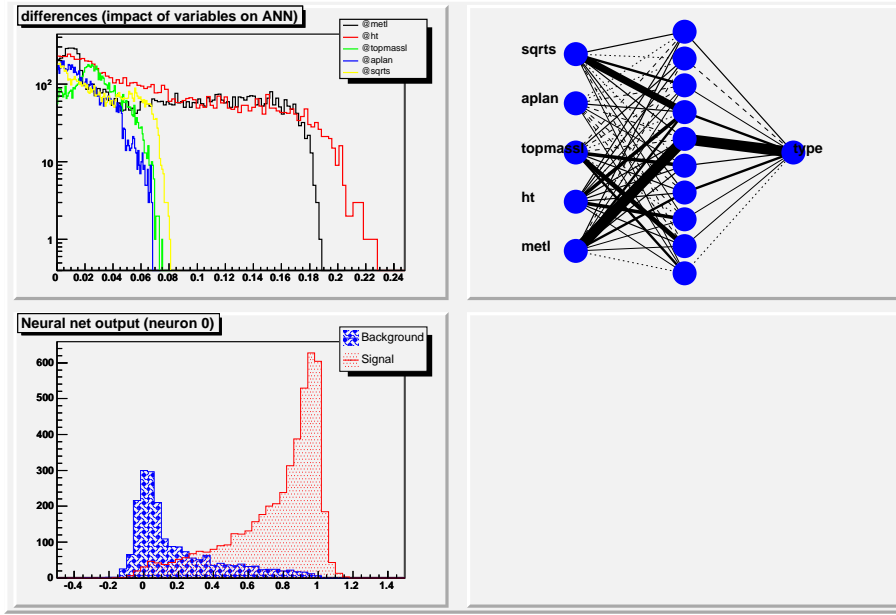 differences (impact of variables on ANN)
@metl
@ht
@topmassl
@aplan
@sqrts
10²
10
1
0 0.02 0.04 0.06 0.08 0.1 0.12 0.14 0.16 0.18 0.2 0.22 0.24
sqrts
aplan
topmassl
ht
metl
type
Neural net output (neuron 0)
Background
Signal
600
500
400
300
200
100
0
-0.4 -0.2 0 0.2 0.4 0.6 0.8 1 1.2 1.4